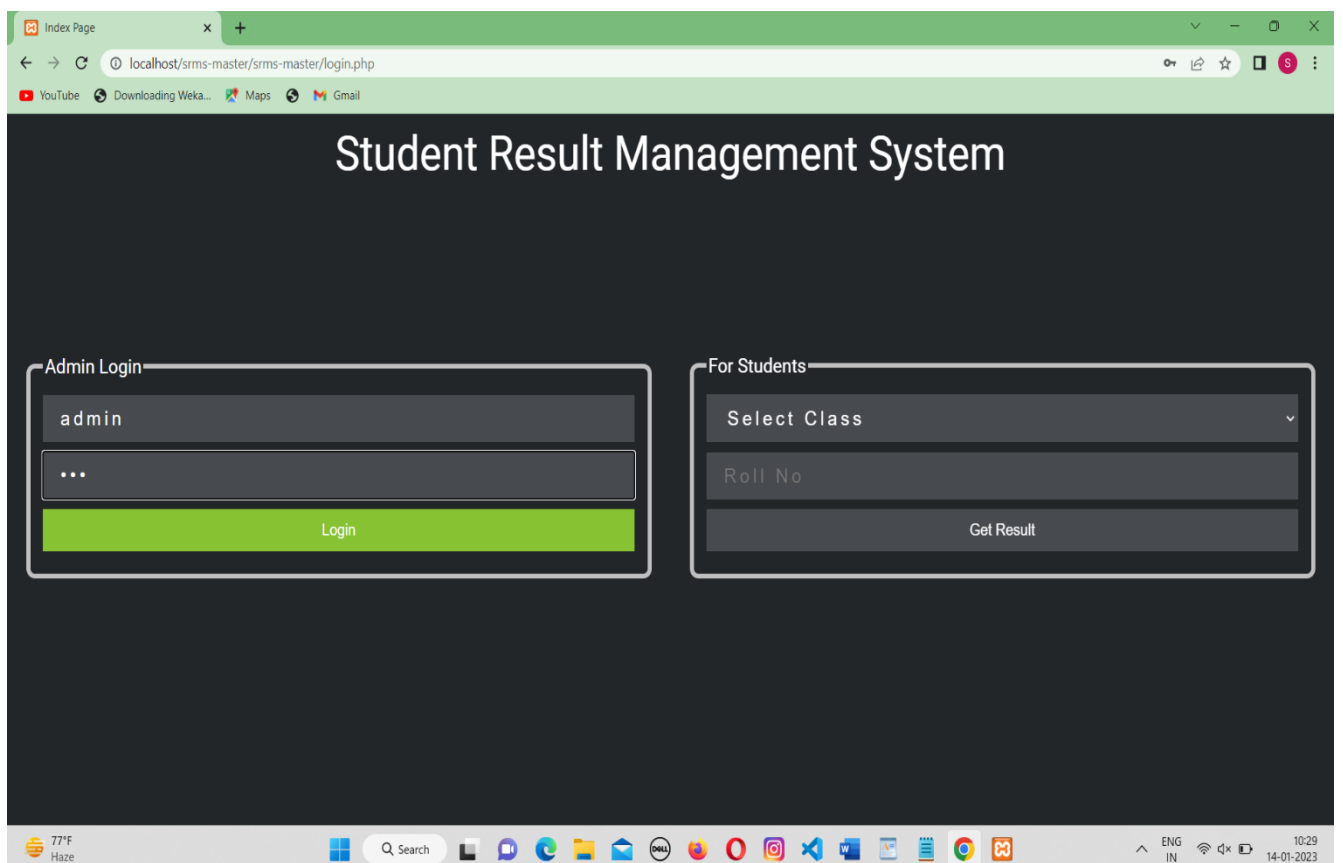 Index Page
localhost/srms-master/srms-master/login.php
YouTube Downloading Weka... Maps Gmail
S
Student Result Management System
Admin Login
admin
•••
Login
For Students
Select Class
Roll No
Get Result
77°F
Haze
Search
DELL
ENG
IN
10:29
14-01-2023